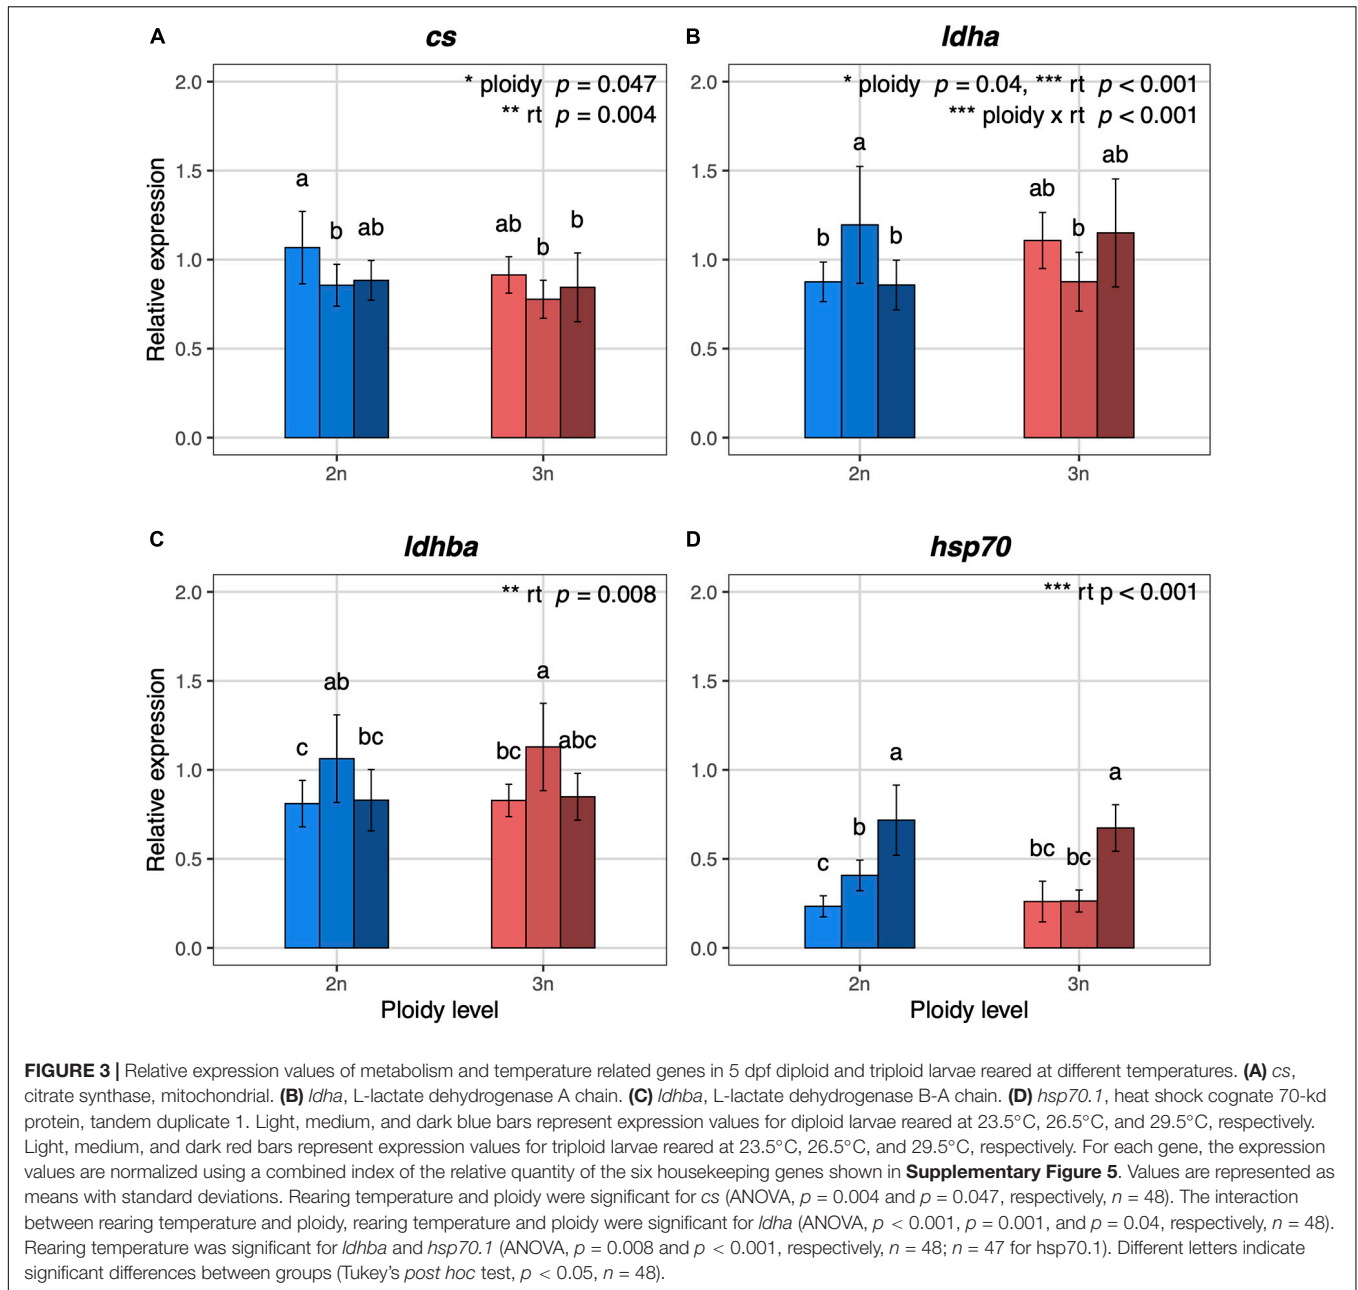 A
cs
2.0
1.5
1.0
0.5
0.0
Relative expression
* ploidy p = 0.047
** rt p = 0.004
a
b
ab
ab
b
b
2n
3n
B
ldha
2.0
1.5
1.0
0.5
0.0
* ploidy p = 0.04, *** rt p < 0.001
*** ploidy x rt p < 0.001
b
a
b
ab
b
ab
2n
3n
C
ldhba
2.0
1.5
1.0
0.5
0.0
Relative expression
** rt p = 0.008
c
ab
bc
bc
a
abc
2n
3n
Ploidy level
D
hsp70
2.0
1.5
1.0
0.5
0.0
*** rt p < 0.001
c
b
a
bc
bc
a
2n
3n
Ploidy level
FIGURE 3 | Relative expression values of metabolism and temperature related genes in 5 dpf diploid and triploid larvae reared at different temperatures. (A) cs,
citrate synthase, mitochondrial. (B) ldha, L-lactate dehydrogenase A chain. (C) ldhba, L-lactate dehydrogenase B-A chain. (D) hsp70.1, heat shock cognate 70-kd
protein, tandem duplicate 1. Light, medium, and dark blue bars represent expression values for diploid larvae reared at 23.5°C, 26.5°C, and 29.5°C, respectively.
Light, medium, and dark red bars represent expression values for triploid larvae reared at 23.5°C, 26.5°C, and 29.5°C, respectively. For each gene, the expression
values are normalized using a combined index of the relative quantity of the six housekeeping genes shown in Supplementary Figure 5. Values are represented as
means with standard deviations. Rearing temperature and ploidy were significant for cs (ANOVA, p = 0.004 and p = 0.047, respectively, n = 48). The interaction
between rearing temperature and ploidy, rearing temperature and ploidy were significant for ldha (ANOVA, p < 0.001, p = 0.001, and p = 0.04, respectively, n = 48).
Rearing temperature was significant for ldhba and hsp70.1 (ANOVA, p = 0.008 and p < 0.001, respectively, n = 48; n = 47 for hsp70.1). Different letters indicate
significant differences between groups (Tukey's post hoc test, p < 0.05, n = 48).